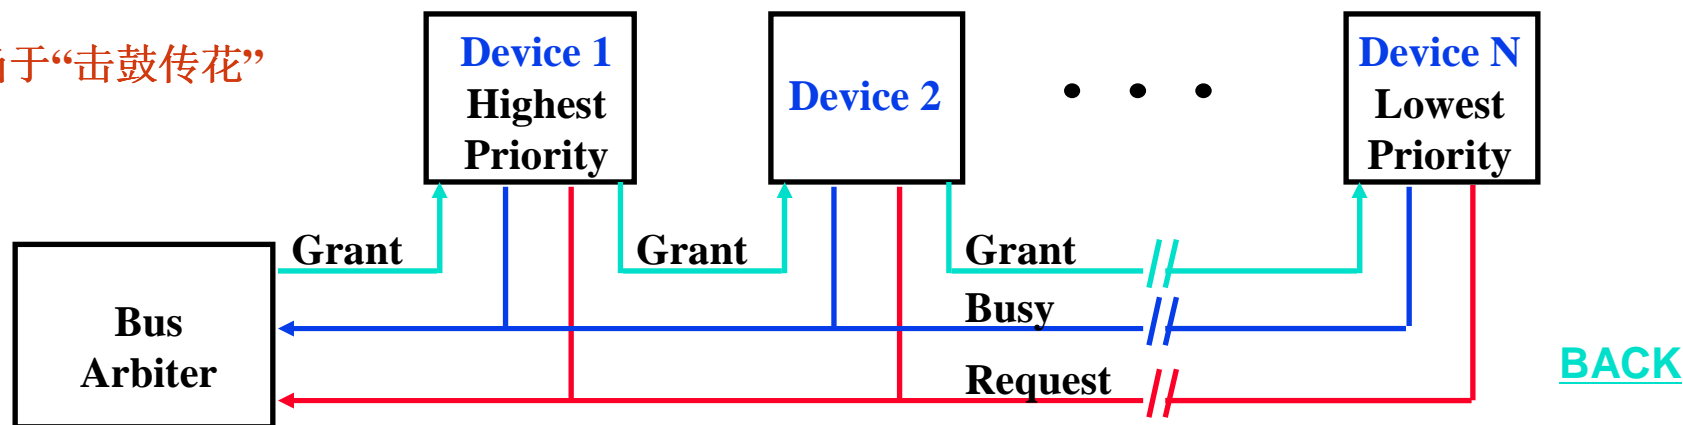 于“击鼓传花”
Device 1
Highest
Priority
Device 2
• • •
Device N
Lowest
Priority
Grant
Grant
Grant
Bus
Arbiter
Busy
Request
BACK